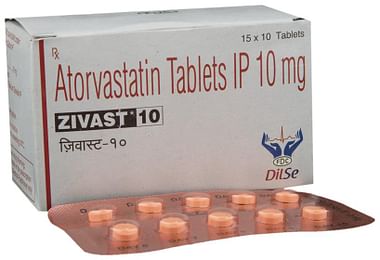 Rx
15 x 10 Tablets
Atorvastatin Tablets IP 10 mg
ZIVAST 10
ज़िवास्ट-१०
FDC
DilSe